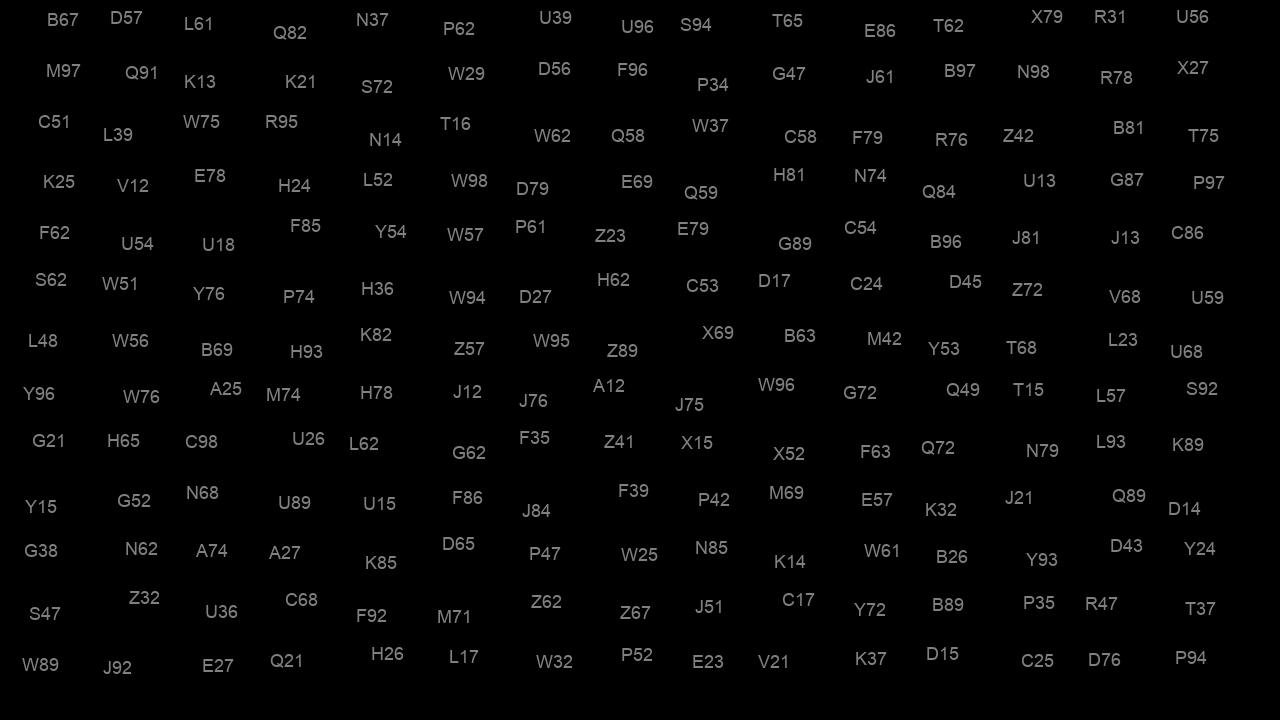 B67 D57 L61 Q82 N37 P62 U39 U96 S94 T65 E86 T62 X79 R31 U56
M97 Q91 K13 K21 S72 W29 D56 F96 P34 G47 J61 B97 N98 R78 X27
C51 L39 W75 R95 N14 T16 W62 Q58 W37 C58 F79 R76 Z42 B81 T75
K25 V12 E78 H24 L52 W98 D79 E69 Q59 H81 N74 Q84 U13 G87 P97
F62 U54 U18 F85 Y54 W57 P61 Z23 E79 G89 C54 B96 J81 J13 C86
S62 W51 Y76 P74 H36 W94 D27 H62 C53 D17 C24 D45 Z72 V68 U59
L48 W56 B69 H93 K82 Z57 W95 Z89 X69 B63 M42 Y53 T68 L23 U68
Y96 W76 A25 M74 H78 J12 J76 A12 J75 W96 G72 Q49 T15 L57 S92
G21 H65 C98 U26 L62 G62 F35 Z41 X15 X52 F63 Q72 N79 L93 K89
Y15 G52 N68 U89 U15 F86 J84 F39 P42 M69 E57 K32 J21 Q89 D14
G38 N62 A74 A27 K85 D65 P47 W25 N85 K14 W61 B26 Y93 D43 Y24
S47 Z32 U36 C68 F92 M71 Z62 Z67 J51 C17 Y72 B89 P35 R47 T37
W89 J92 E27 Q21 H26 L17 W32 P52 E23 V21 K37 D15 C25 D76 P94